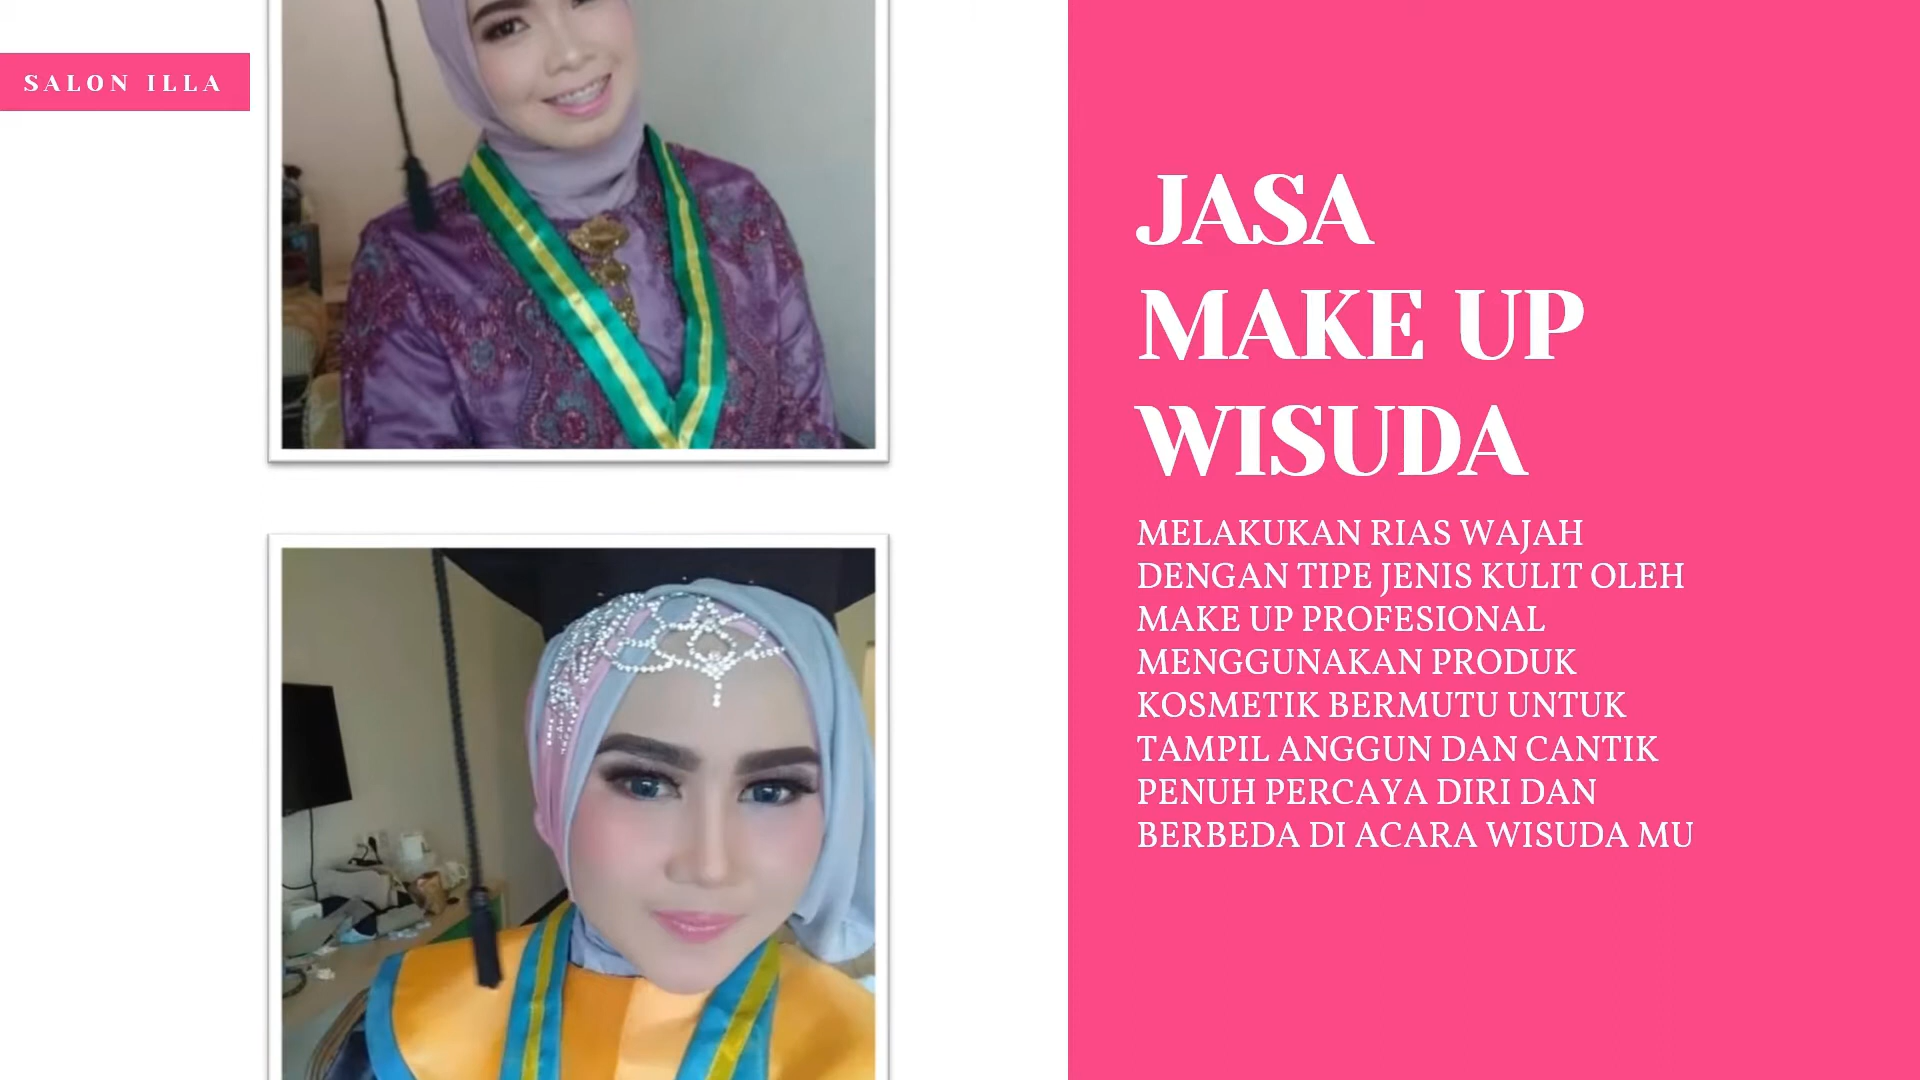 SALON ILLA
JASA
MAKE UP
WISUDA
MELAKUKAN RIAS WAJAH
DENGAN TIPE JENIS KULIT OLEH
MAKE UP PROFESIONAL
MENGGUNAKAN PRODUK
KOSMETIK BERMUTU UNTUK
TAMPIL ANGGUN DAN CANTIK
PENUH PERCAYA DIRI DAN
BERBEDA DI ACARA WISUDA MU